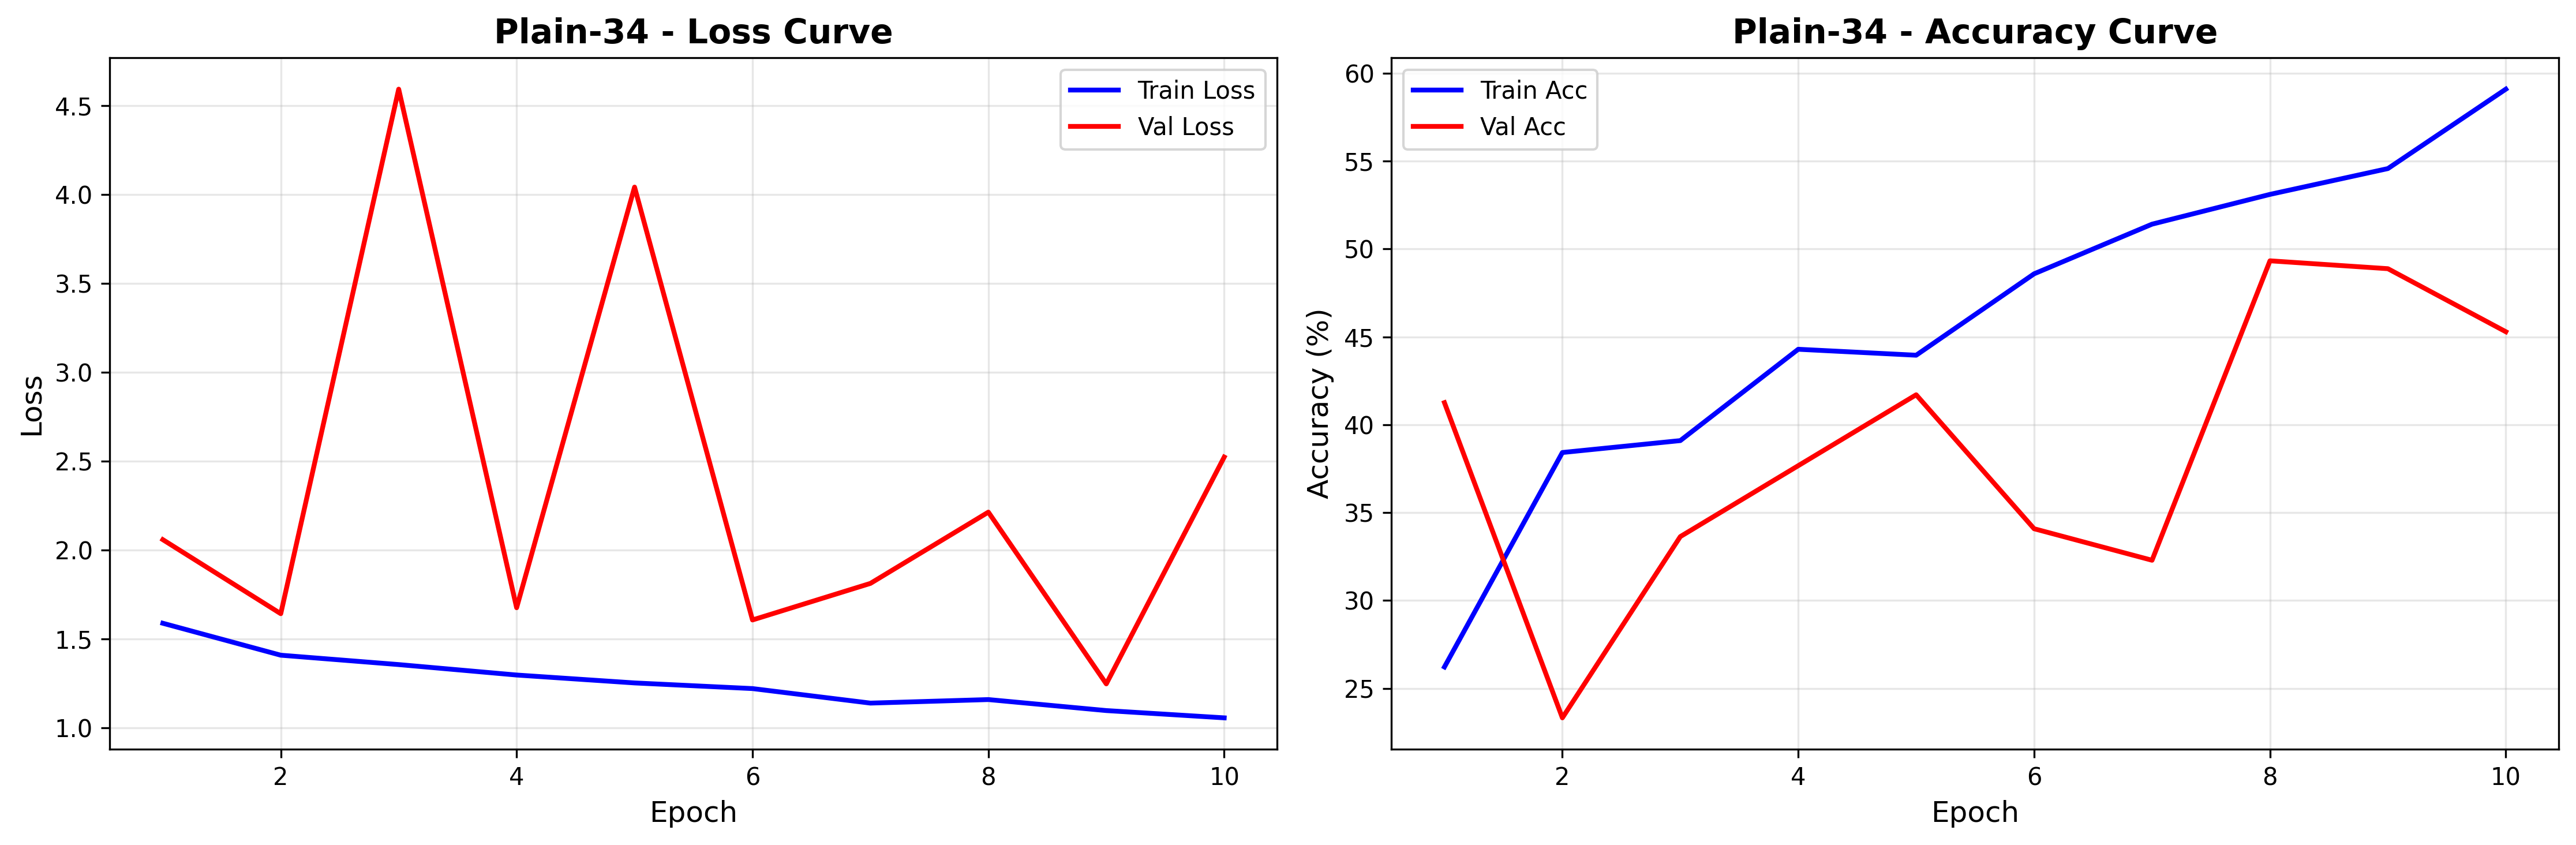 Plain-34 - Loss Curve
Train Loss
Val Loss
4.5
4.0
3.5
3.0
2.5
2.0
1.5
1.0
Loss
2 4 6 8 10
Epoch
Plain-34 - Accuracy Curve
Train Acc
Val Acc
60
55
50
45
40
35
30
25
Accuracy (%)
2 4 6 8 10
Epoch